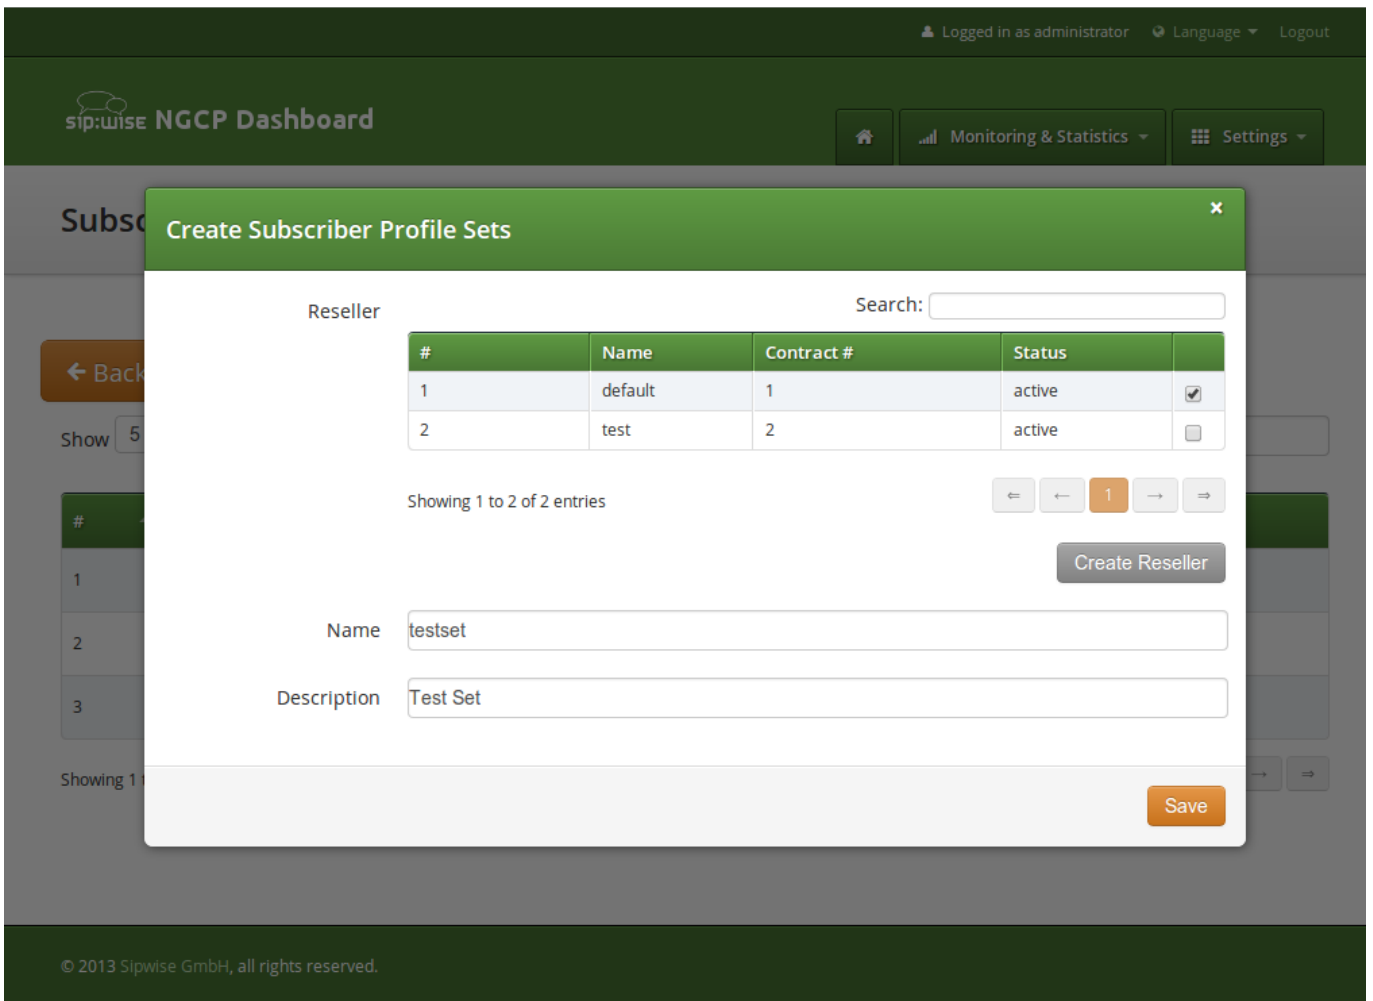 Logged in as administrator Language Logout
sip:wise NGCP Dashboard
Monitoring & Statistics Settings
Create Subscriber Profile Sets ×
Reseller Search:
# Name Contract # Status
1 default 1 active
2 test 2 active
Showing 1 to 2 of 2 entries ⇐ ← 1 → ⇒
Create Reseller
Name testset
Description Test Set
Save
Back
Show 5
#
1
2
3
Showing 1 → ⇒
© 2013 Sipwise GmbH, all rights reserved.